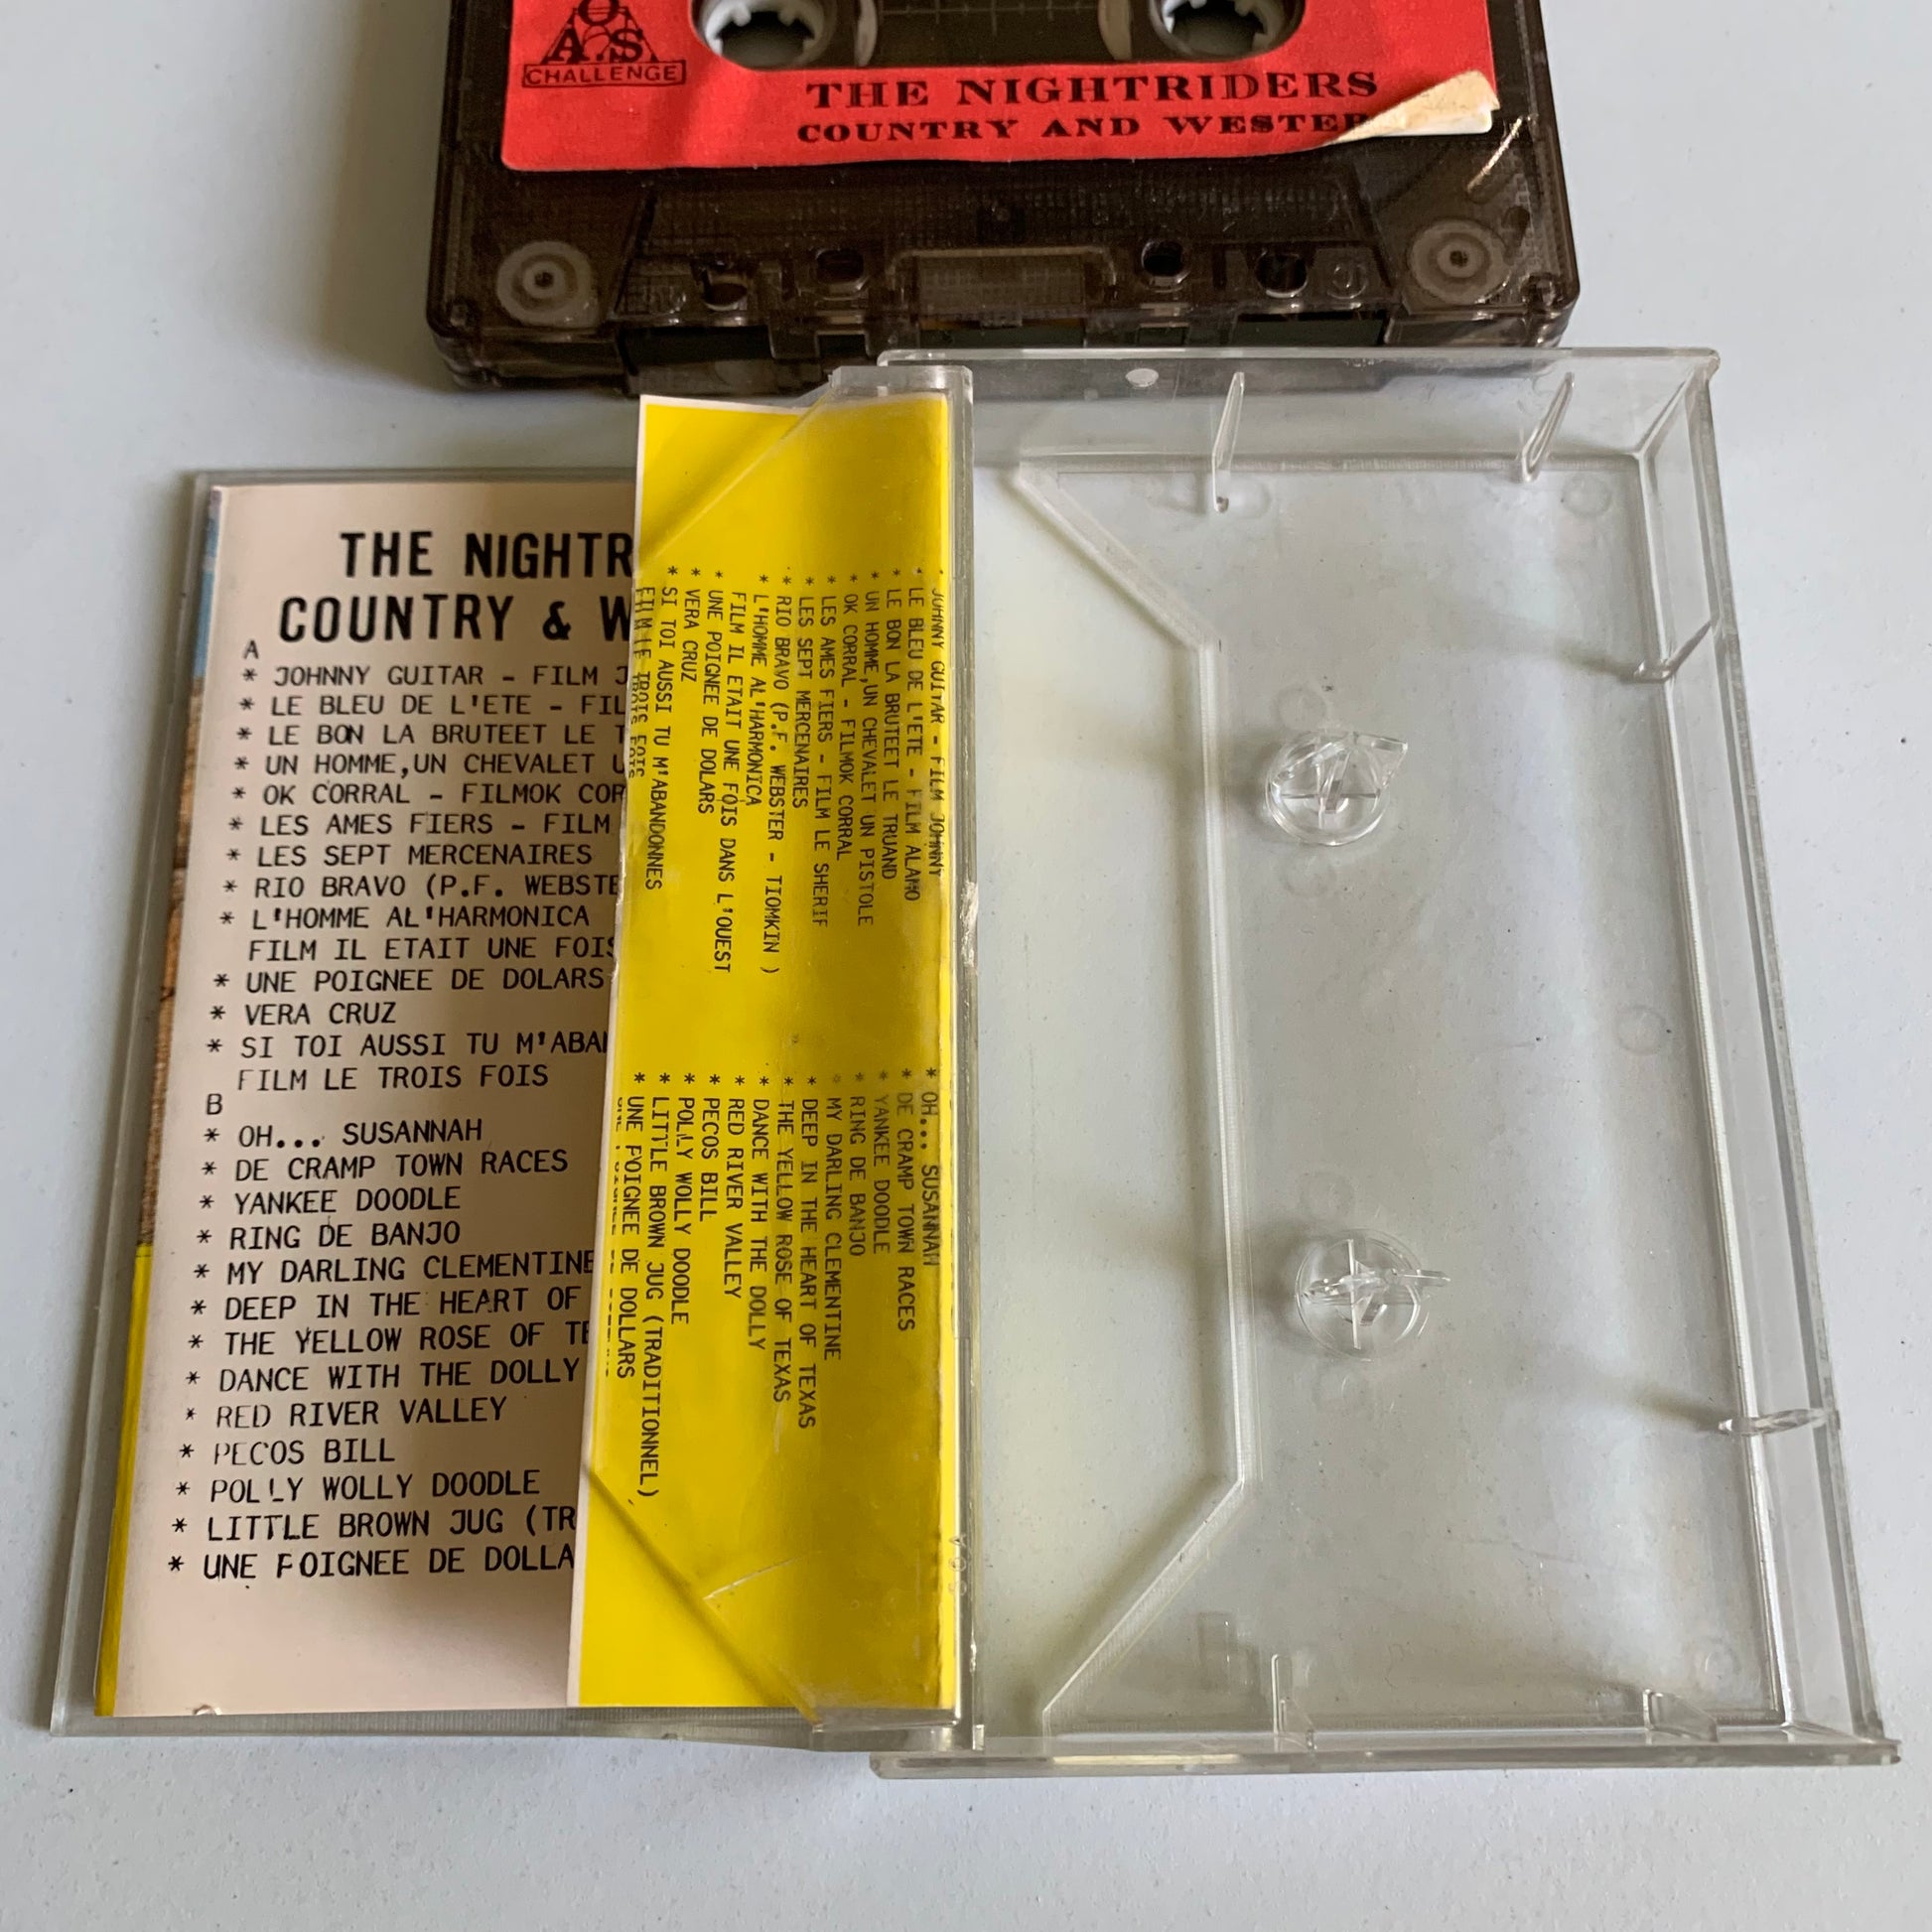 OAS
CHALLENGE
THE NIGHTRIDERS
COUNTRY AND WESTER
THE NIGHTR
COUNTRY & W
A
* JOHNNY GUITAR - FILM J
* LE BLEU DE L'ETE - FIL
* LE BON LA BRUTEET LE T
* UN HOMME,UN CHEVALET U
* OK CORRAL - FILMOK COR
* LES AMES FIERS - FILM
* LES SEPT MERCENAIRES
* RIO BRAVO (P.F. WEBSTE
* L'HOMME AL'HARMONICA
FILM IL ETAIT UNE FOIS
* UNE POIGNEE DE DOLARS
* VERA CRUZ
* SI TOI AUSSI TU M'ABAN
FILM LE TROIS FOIS
B
* OH... SUSANNAH
* DE CRAMP TOWN RACES
* YANKEE DOODLE
* RING DE BANJO
* MY DARLING CLEMENTINE
* DEEP IN THE HEART OF
* THE YELLOW ROSE OF TE
* DANCE WITH THE DOLLY
* RED RIVER VALLEY
* PECOS BILL
* POLLY WOLLY DOODLE
* LITTLE BROWN JUG (TR
* UNE POIGNEE DE DOLLA
* JOHNNY GUITAR - FILM JOHNNY
* LE BLEU DE L'ETE - FILM ALAMO
* LE BON LA BRUTEET LE TRUAND
* UN HOMME,UN CHEVALET UN PISTOLE
* OK CORRAL - FILMOK CORRAL
* LES AMES FIERS - FILM LE SHERIF
* LES SEPT MERCENAIRES
* RIO BRAVO (P.F. WEBSTER - TIOMKIN )
* L'HOMME AL'HARMONICA
FILM IL ETAIT UNE FOIS DANS L'OUEST
* UNE POIGNEE DE DOLARS
* VERA CRUZ
* SI TOI AUSSI TU M'ABANDONNES
FILM LE TROIS FOIS
* OH... SUSANNAH
* DE CRAMP TOWN RACES
* YANKEE DOODLE
* RING DE BANJO
* MY DARLING CLEMENTINE
* DEEP IN THE HEART OF TEXAS
* THE YELLOW ROSE OF TEXAS
* DANCE WITH THE DOLLY
* RED RIVER VALLEY
* PECOS BILL
* POLLY WOLLY DOODLE
* LITTLE BROWN JUG (TRADITIONNEL)
* UNE POIGNEE DE DOLLARS